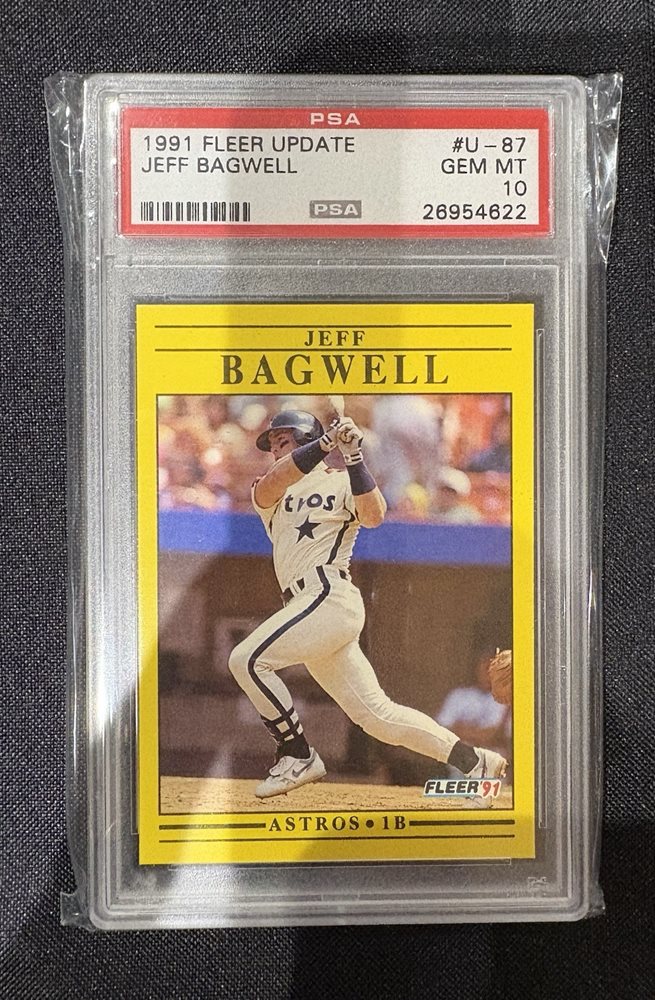 PSA
1991 FLEER UPDATE #U-87
JEFF BAGWELL GEM MT
10
PSA 26954622
JEFF
BAGWELL
tros
FLEER '91
ASTROS • 1B